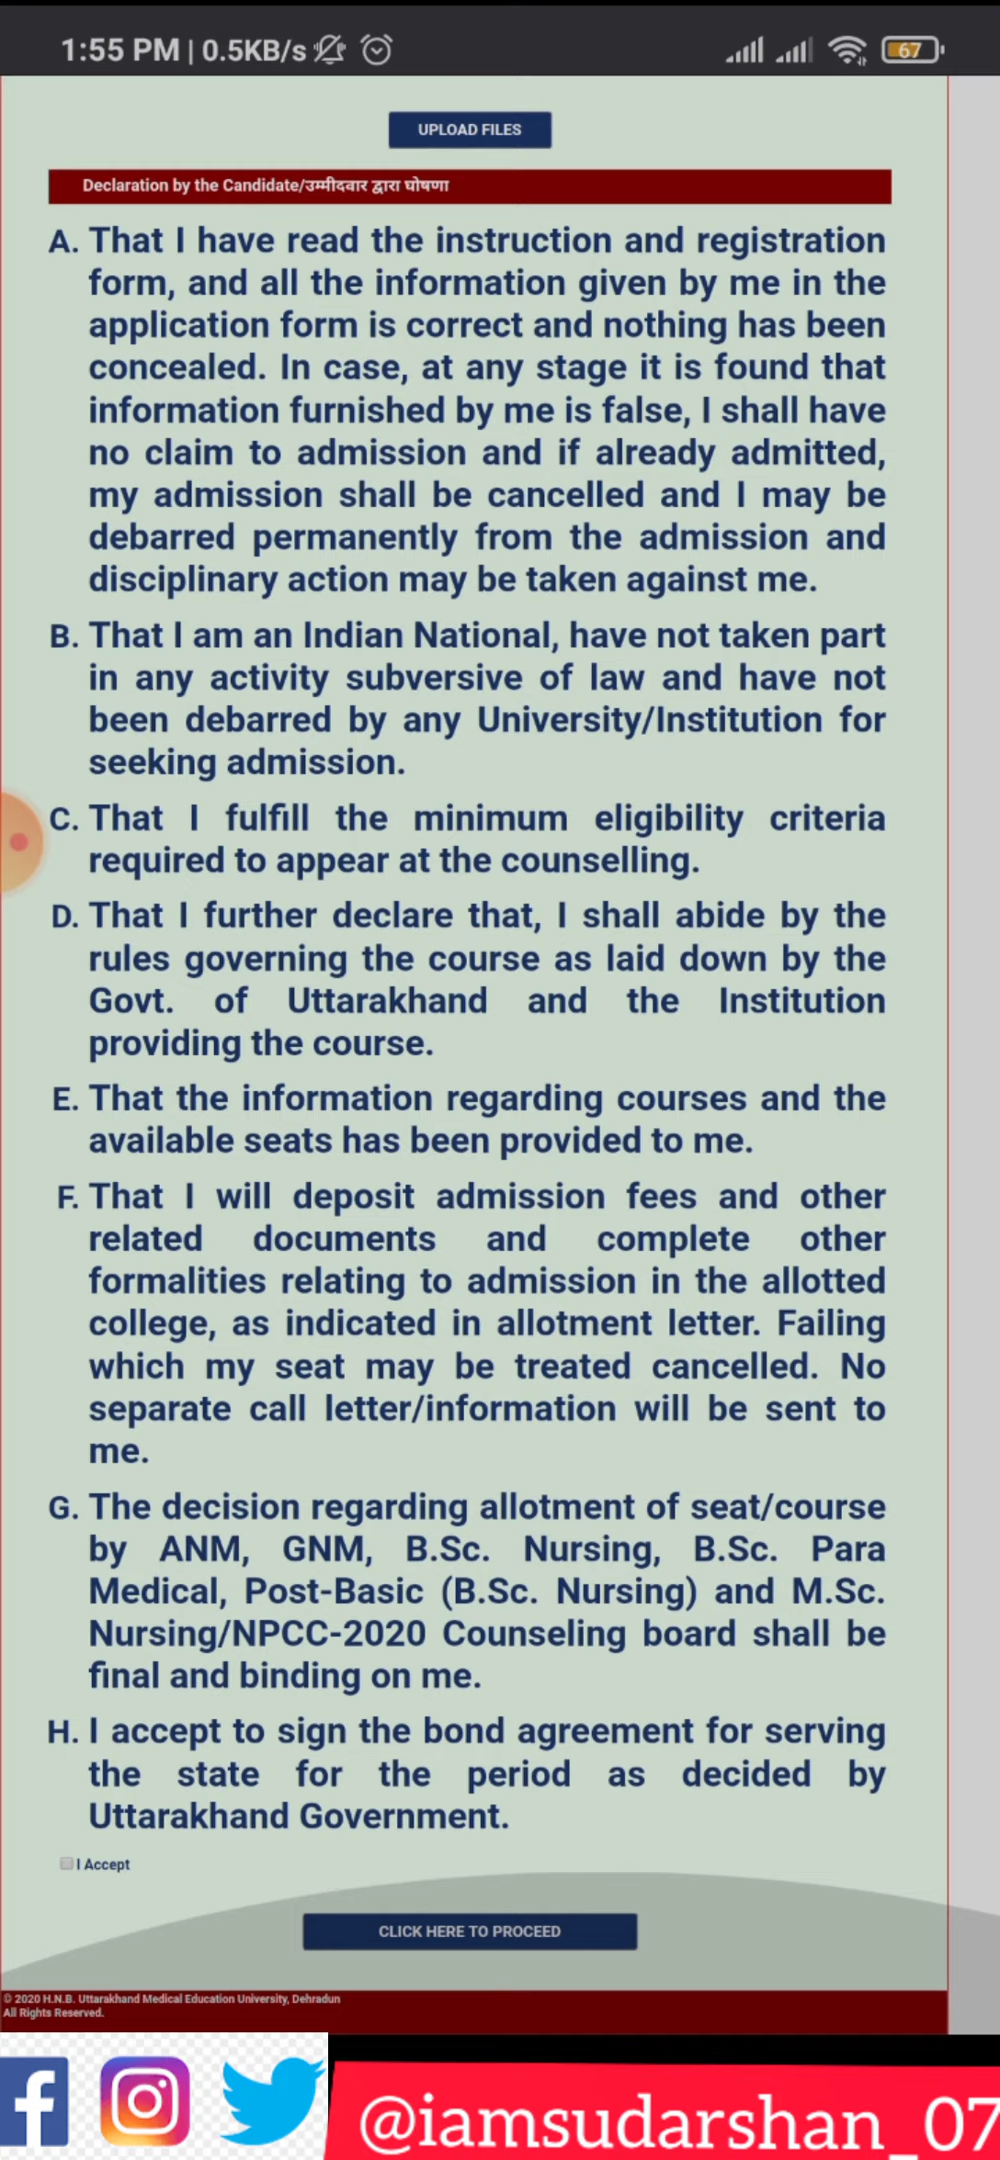 1:55 PM | 0.5KB/s
67
UPLOAD FILES
Declaration by the Candidate/उम्मीदवार द्वारा घोषणा
A. That I have read the instruction and registration
form, and all the information given by me in the
application form is correct and nothing has been
concealed. In case, at any stage it is found that
information furnished by me is false, I shall have
no claim to admission and if already admitted,
my admission shall be cancelled and I may be
debarred permanently from the admission and
disciplinary action may be taken against me.
B. That I am an Indian National, have not taken part
in any activity subversive of law and have not
been debarred by any University/Institution for
seeking admission.
C. That I fulfill the minimum eligibility criteria
required to appear at the counselling.
D. That I further declare that, I shall abide by the
rules governing the course as laid down by the
Govt. of Uttarakhand and the Institution
providing the course.
E. That the information regarding courses and the
available seats has been provided to me.
F. That I will deposit admission fees and other
related documents and complete other
formalities relating to admission in the allotted
college, as indicated in allotment letter. Failing
which my seat may be treated cancelled. No
separate call letter/information will be sent to
me.
G. The decision regarding allotment of seat/course
by ANM, GNM, B.Sc. Nursing, B.Sc. Para
Medical, Post-Basic (B.Sc. Nursing) and M.Sc.
Nursing/NPCC-2020 Counseling board shall be
final and binding on me.
H. I accept to sign the bond agreement for serving
the state for the period as decided by
Uttarakhand Government.
I Accept
CLICK HERE TO PROCEED
© 2020 H.N.B. Uttarakhand Medical Education University, Dehradun
All Rights Reserved.
@iamsudarshan_07